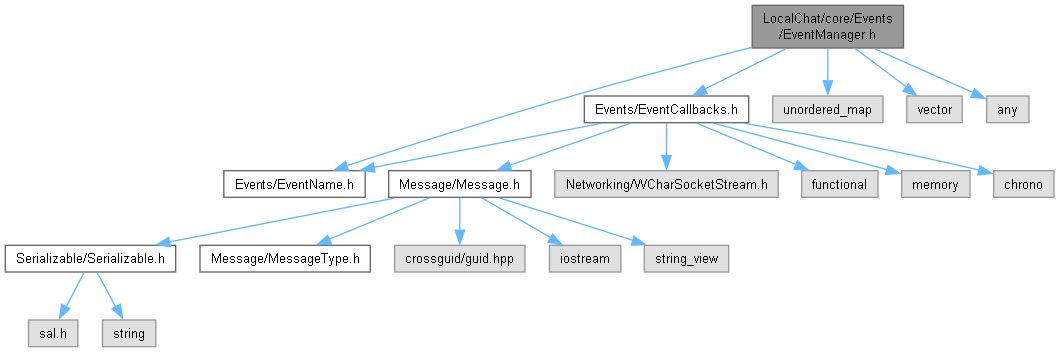 LocalChat/core/Events
/EventManager.h
Events/EventCallbacks.h
unordered_map
vector
any
Events/EventName.h
Message/Message.h
Networking/WCharSocketStream.h
functional
memory
chrono
Serializable/Serializable.h
Message/MessageType.h
crossguid/guid.hpp
iostream
string_view
sal.h
string